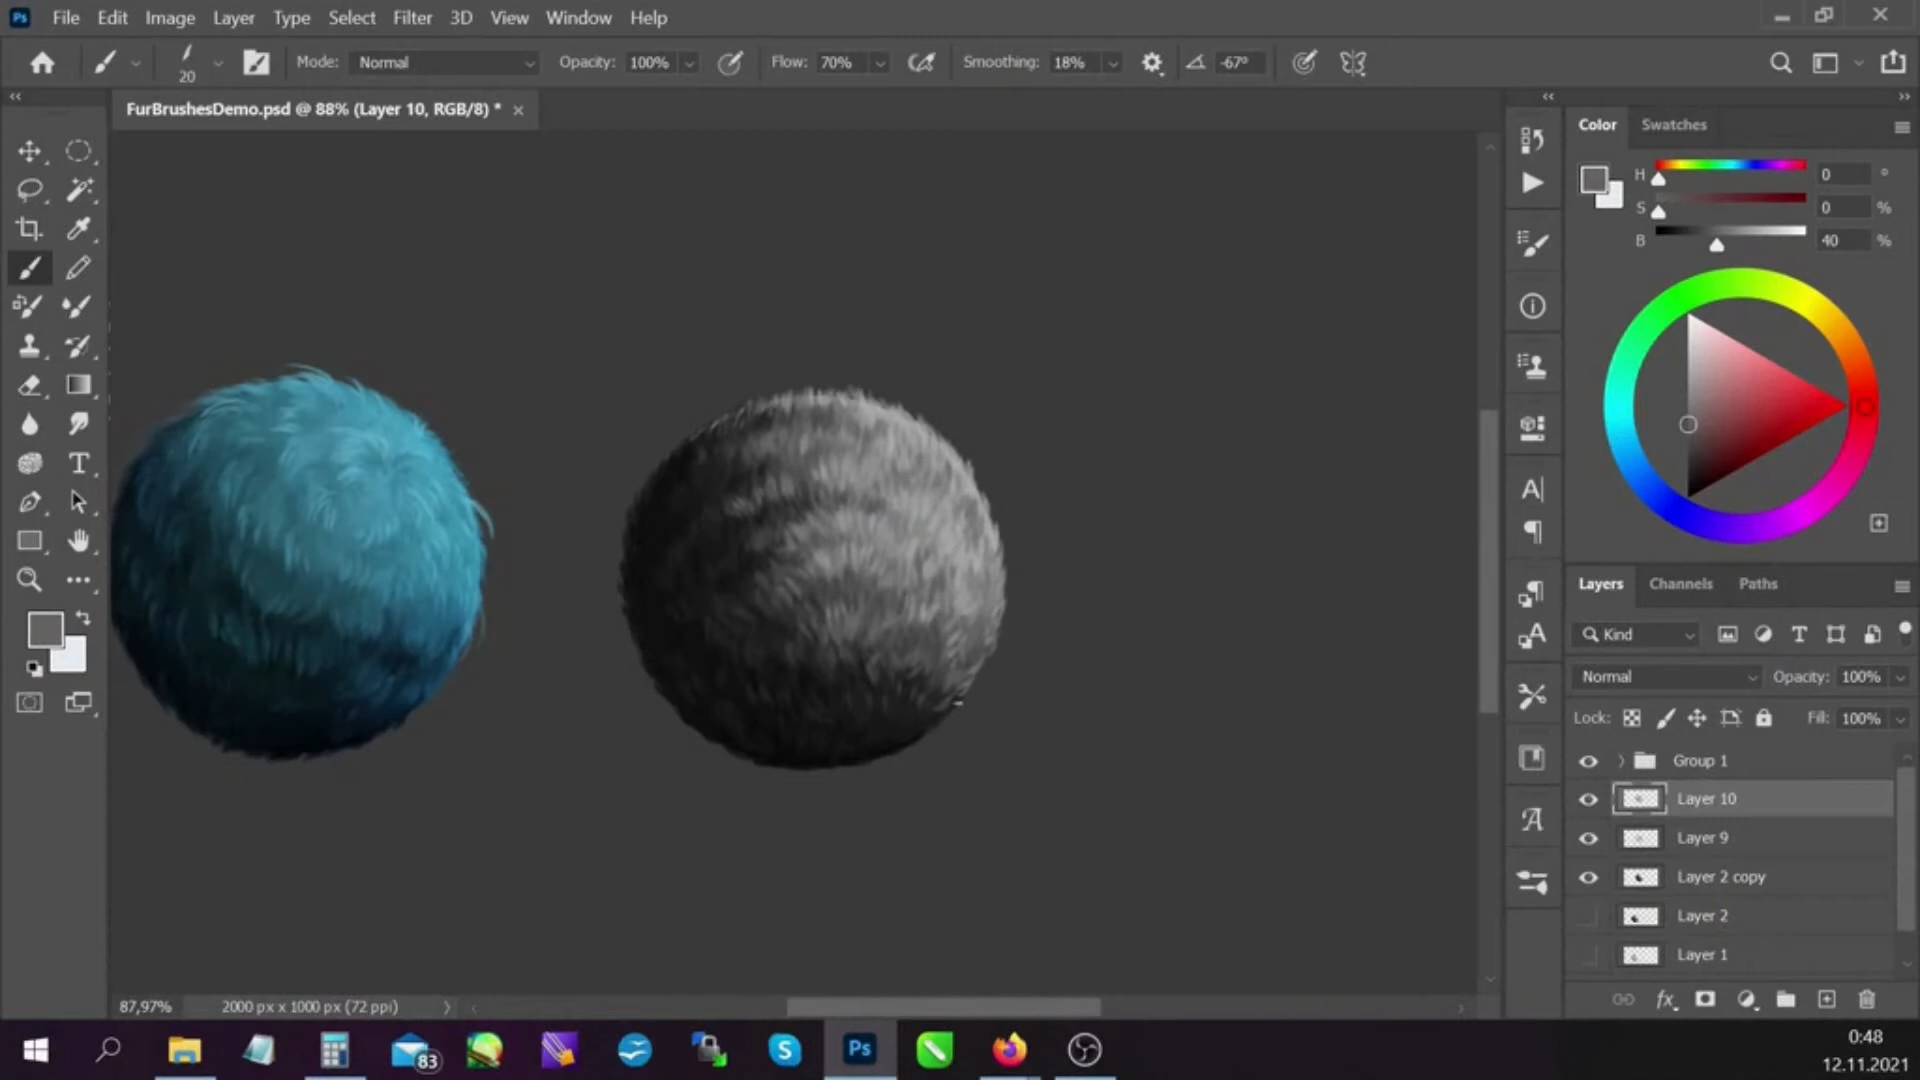 Ps File Edit Image Layer Type Select Filter 3D View Window Help
20 Mode: Normal Opacity: 100% Flow: 70% Smoothing: 18% -67°
FurBrushesDemo.psd @ 88% (Layer 10, RGB/8) *
Color Swatches
H 0 °
S 0 %
B 40 %
Layers Channels Paths
Kind
Normal Opacity: 100%
Lock: Fill: 100%
Group 1
Layer 10
Layer 9
Layer 2 copy
Layer 2
Layer 1
fx
87,97% 2000 px x 1000 px (72 ppi)
83 S Ps
0:48
12.11.2021